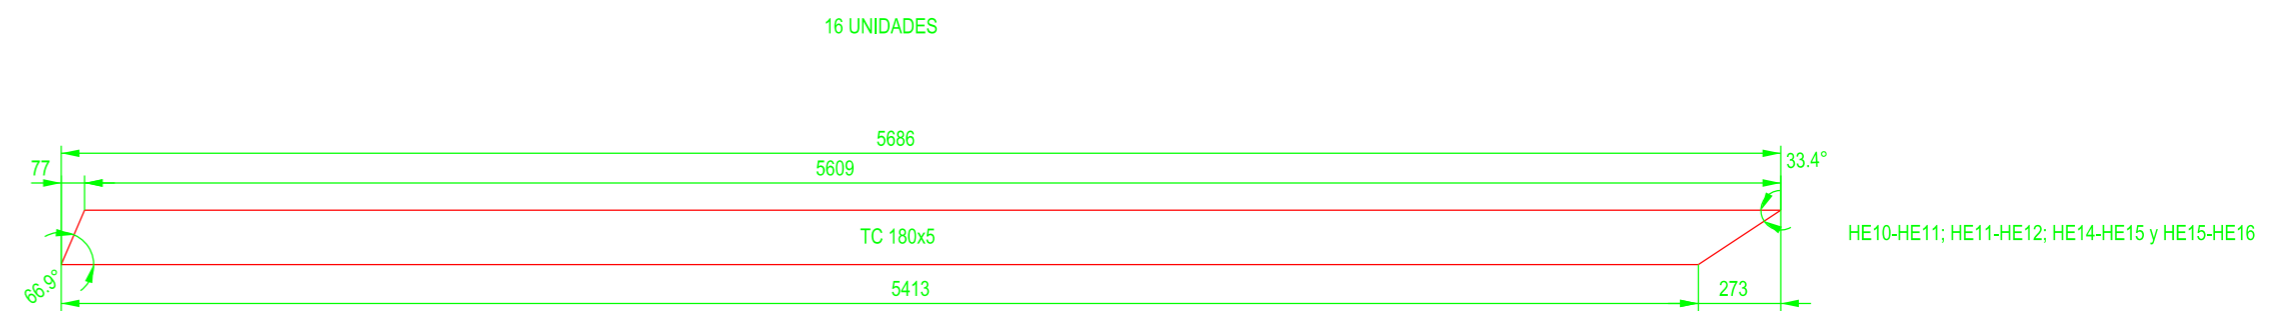 16 UNIDADES
5686
77
5609
33.4°
TC 180x5
HE10-HE11; HE11-HE12; HE14-HE15 y HE15-HE16
66.9°
5413
273